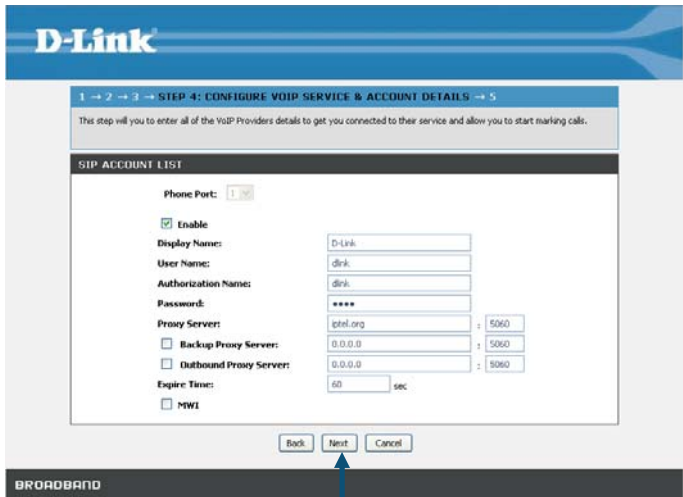 D-Link
1 → 2 → 3 → STEP 4: CONFIGURE VOIP SERVICE & ACCOUNT DETAILS → 5
This step will you to enter all of the VoIP Providers details to get you connected to their service and allow you to start marking calls.
SIP ACCOUNT LIST
Phone Port: 1
Enable
Display Name: D-Link
User Name: dlink
Authorization Name: dlink
Password: ••••
Proxy Server: iptel.org : 5060
Backup Proxy Server: 0.0.0.0 : 5060
Outbound Proxy Server: 0.0.0.0 : 5060
Expire Time: 60 sec
MWI
Back Next Cancel
BROADBAND